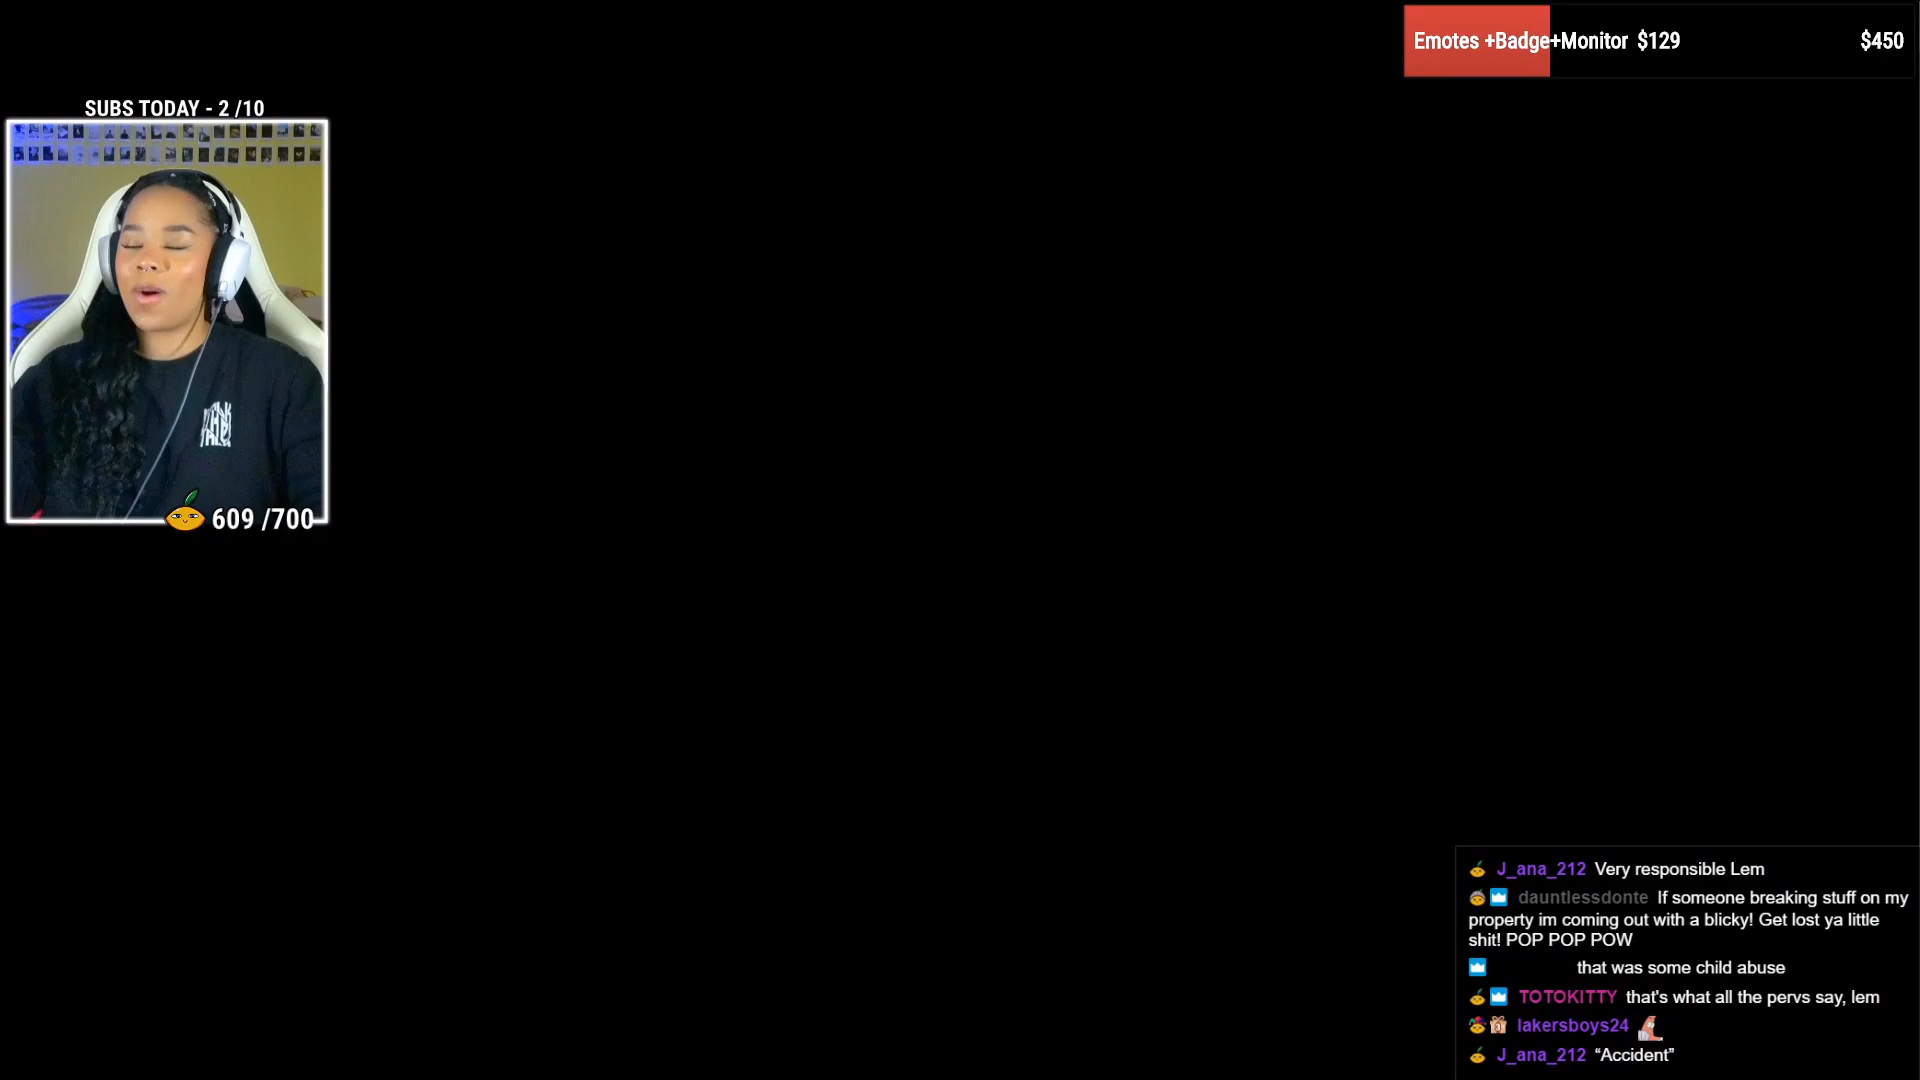 Emotes +Badge+Monitor $129 $450
SUBS TODAY - 2 /10
609 /700
J_ana_212 Very responsible Lem
dauntlessdonte If someone breaking stuff on my
property im coming out with a blicky! Get lost ya little
shit! POP POP POW
that was some child abuse
TOTOKITTY that's what all the pervs say, lem
lakersboys24
J_ana_212 “Accident”